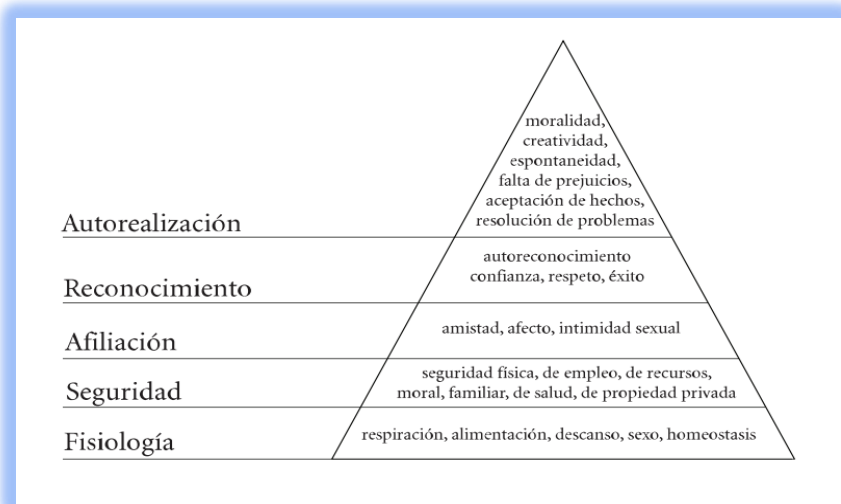 moralidad,
creatividad,
espontaneidad,
falta de prejuicios,
aceptación de hechos,
resolución de problemas
Autorealización
autoreconocimiento
confianza, respeto, éxito
Reconocimiento
amistad, afecto, intimidad sexual
Afiliación
seguridad física, de empleo, de recursos,
moral, familiar, de salud, de propiedad privada
Seguridad
respiración, alimentación, descanso, sexo, homeostasis
Fisiología